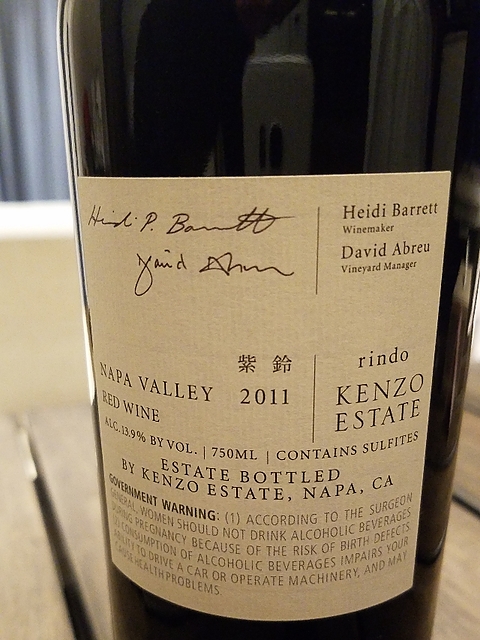 Heidi P. Barrett
David Abreu
Heidi Barrett
Winemaker
David Abreu
Vineyard Manager
紫鈴
NAPA VALLEY 2011
RED WINE
rindo
KENZO
ESTATE
ALC. 13.9% BY VOL. | 750ML | CONTAINS SULFITES
ESTATE BOTTLED
BY KENZO ESTATE, NAPA, CA
GOVERNMENT WARNING: (1) ACCORDING TO THE SURGEON
GENERAL, WOMEN SHOULD NOT DRINK ALCOHOLIC BEVERAGES
DURING PREGNANCY BECAUSE OF THE RISK OF BIRTH DEFECTS.
(2) CONSUMPTION OF ALCOHOLIC BEVERAGES IMPAIRS YOUR
ABILITY TO DRIVE A CAR OR OPERATE MACHINERY, AND MAY
CAUSE HEALTH PROBLEMS.